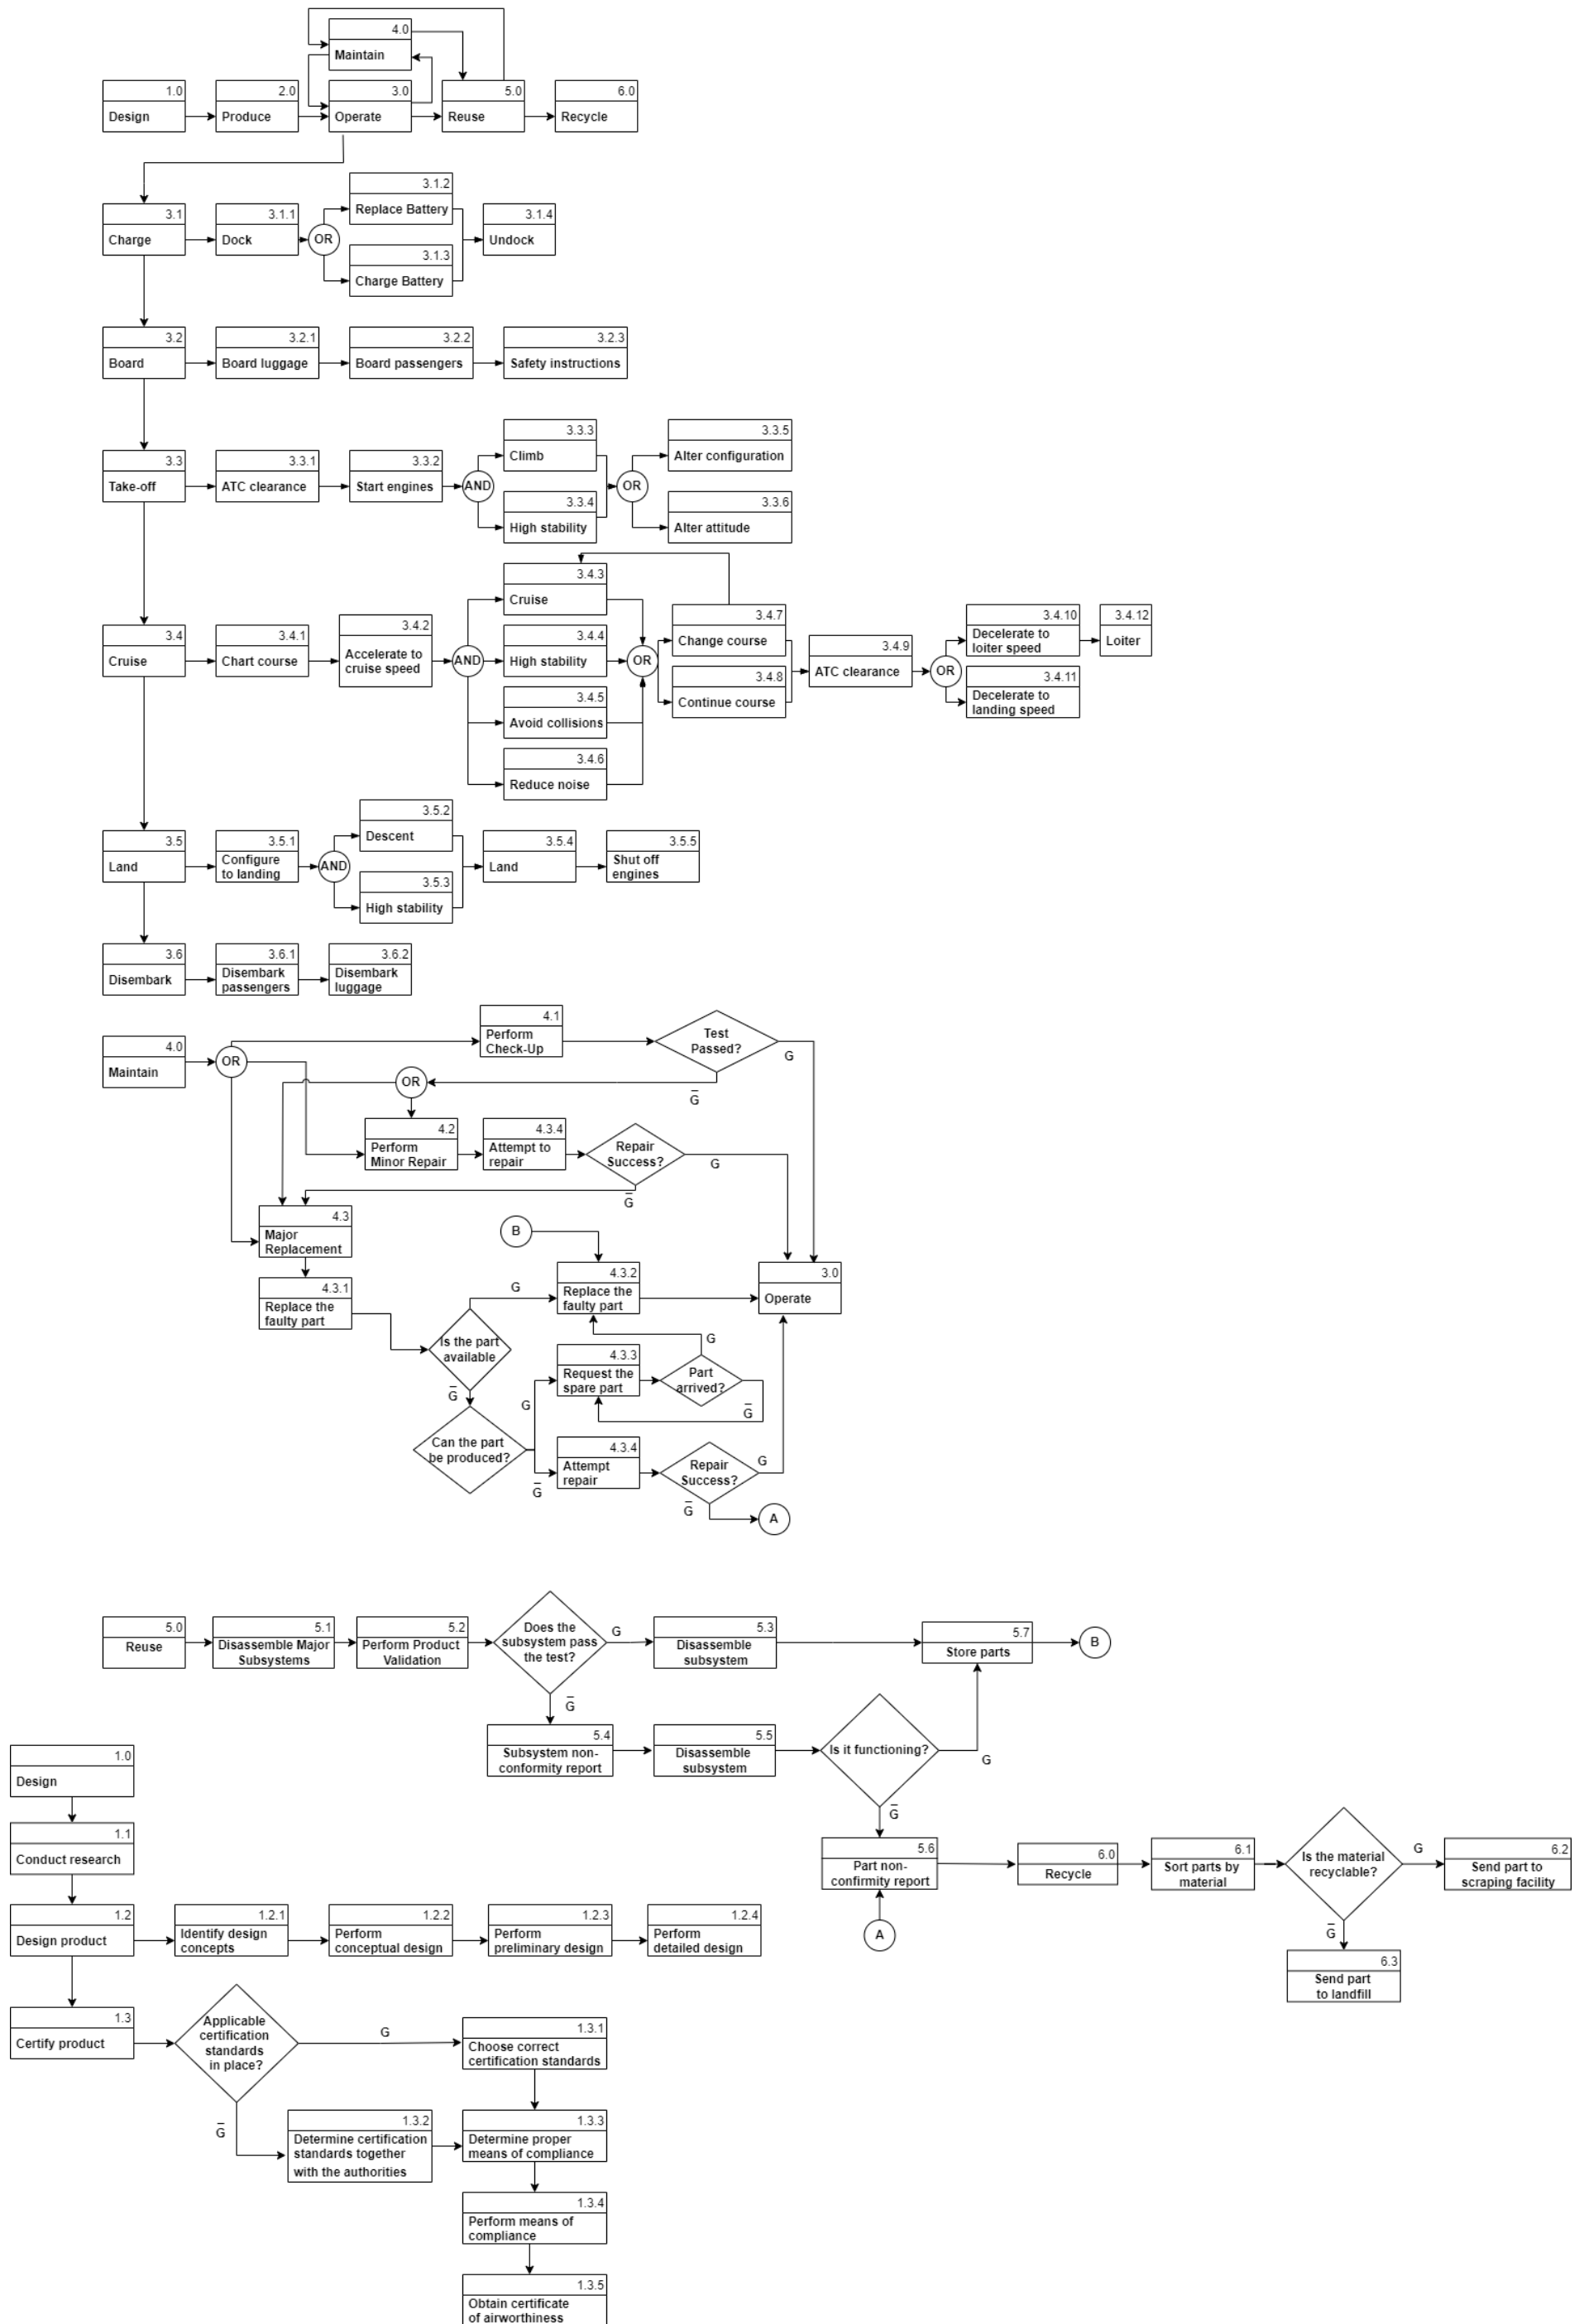 4.0
Maintain
1.0
Design
2.0
Produce
3.0
Operate
5.0
Reuse
6.0
Recycle
3.1
Charge
3.1.1
Dock
OR
3.1.2
Replace Battery
3.1.3
Charge Battery
3.1.4
Undock
3.2
Board
3.2.1
Board luggage
3.2.2
Board passengers
3.2.3
Safety instructions
3.3
Take-off
3.3.1
ATC clearance
3.3.2
Start engines
AND
3.3.3
Climb
3.3.4
High stability
OR
3.3.5
Alter configuration
3.3.6
Alter attitude
3.4
Cruise
3.4.1
Chart course
3.4.2
Accelerate to
cruise speed
AND
3.4.3
Cruise
3.4.4
High stability
3.4.5
Avoid collisions
3.4.6
Reduce noise
OR
3.4.7
Change course
3.4.8
Continue course
3.4.9
ATC clearance
OR
3.4.10
Decelerate to
loiter speed
3.4.11
Decelerate to
landing speed
3.4.12
Loiter
3.5
Land
3.5.1
Configure
to landing
AND
3.5.2
Descent
3.5.3
High stability
3.5.4
Land
3.5.5
Shut off
engines
3.6
Disembark
3.6.1
Disembark
passengers
3.6.2
Disembark
luggage
4.0
Maintain
OR
4.1
Perform
Check-Up
Test
Passed?
G
G̅
OR
4.2
Perform
Minor Repair
4.3.4
Attempt to
repair
Repair
Success?
G
G̅
4.3
Major
Replacement
4.3.1
Replace the
faulty part
B
Is the part
available
G
G̅
4.3.2
Replace the
faulty part
3.0
Operate
Can the part
be produced?
G
G̅
4.3.3
Request the
spare part
Part
arrived?
G
G̅
4.3.4
Attempt
repair
Repair
Success?
G
G̅
A
5.0
Reuse
5.1
Disassemble Major
Subsystems
5.2
Perform Product
Validation
Does the
subsystem pass
the test?
G
G̅
5.3
Disassemble
subsystem
5.7
Store parts
B
5.4
Subsystem non-
conformity report
5.5
Disassemble
subsystem
Is it functioning?
G
G̅
5.6
Part non-
confirmity report
A
6.0
Recycle
6.1
Sort parts by
material
Is the material
recyclable?
G
G̅
6.2
Send part to
scraping facility
6.3
Send part
to landfill
1.0
Design
1.1
Conduct research
1.2
Design product
1.2.1
Identify design
concepts
1.2.2
Perform
conceptual design
1.2.3
Perform
preliminary design
1.2.4
Perform
detailed design
1.3
Certify product
Applicable
certification
standards
in place?
G
G̅
1.3.1
Choose correct
certification standards
1.3.2
Determine certification
standards together
with the authorities
1.3.3
Determine proper
means of compliance
1.3.4
Perform means of
compliance
1.3.5
Obtain certificate
of airworthiness